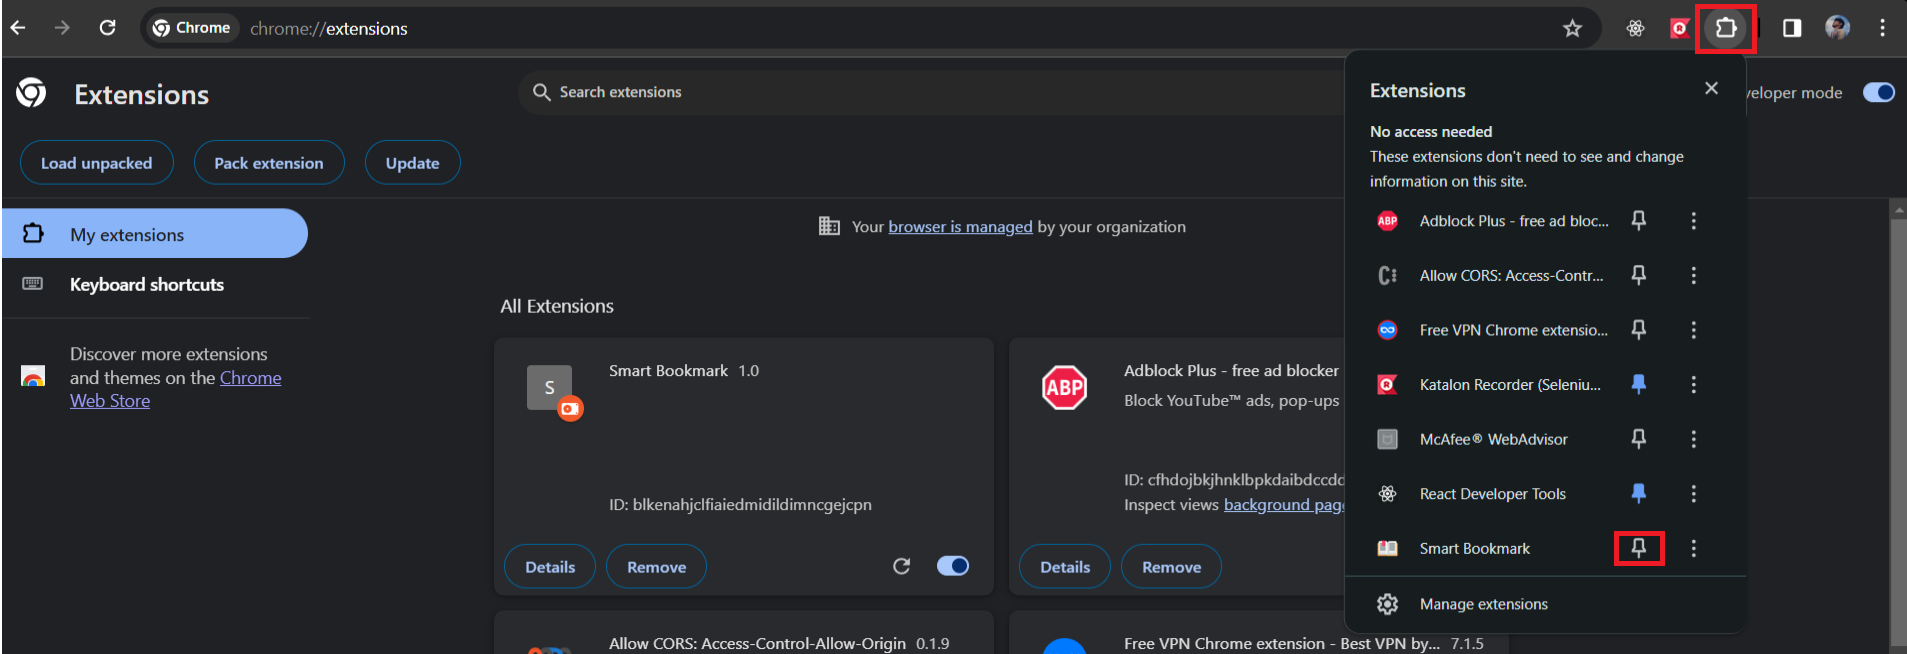 Chrome chrome://extensions
Extensions
Search extensions
veloper mode
Load unpacked
Pack extension
Update
My extensions
Keyboard shortcuts
Discover more extensions
and themes on the Chrome
Web Store
Your browser is managed by your organization
All Extensions
S
Smart Bookmark 1.0
ID: blkenahjclfiaiedmidildimncgejcpn
Details
Remove
ABP
Adblock Plus - free ad blocker
Block YouTube™ ads, pop-ups
ID: cfhdojbkjhnklbpkdaibdccdd
Inspect views background page
Details
Remove
Allow CORS: Access-Control-Allow-Origin 0.1.9
Free VPN Chrome extension - Best VPN by... 7.1.5
Extensions
No access needed
These extensions don't need to see and change
information on this site.
ABP Adblock Plus - free ad bloc...
C Allow CORS: Access-Contr...
Free VPN Chrome extensio...
R Katalon Recorder (Seleniu...
McAfee® WebAdvisor
React Developer Tools
Smart Bookmark
Manage extensions